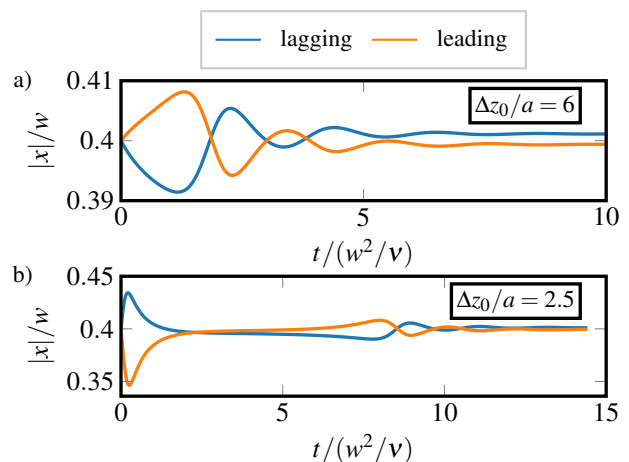 lagging leading
a)
0.41
0.4
0.39
|x|/w
Δz₀/a = 6
0 5 10
t/(w²/ν)
b)
0.45
0.4
0.35
|x|/w
Δz₀/a = 2.5
0 5 10 15
t/(w²/ν)